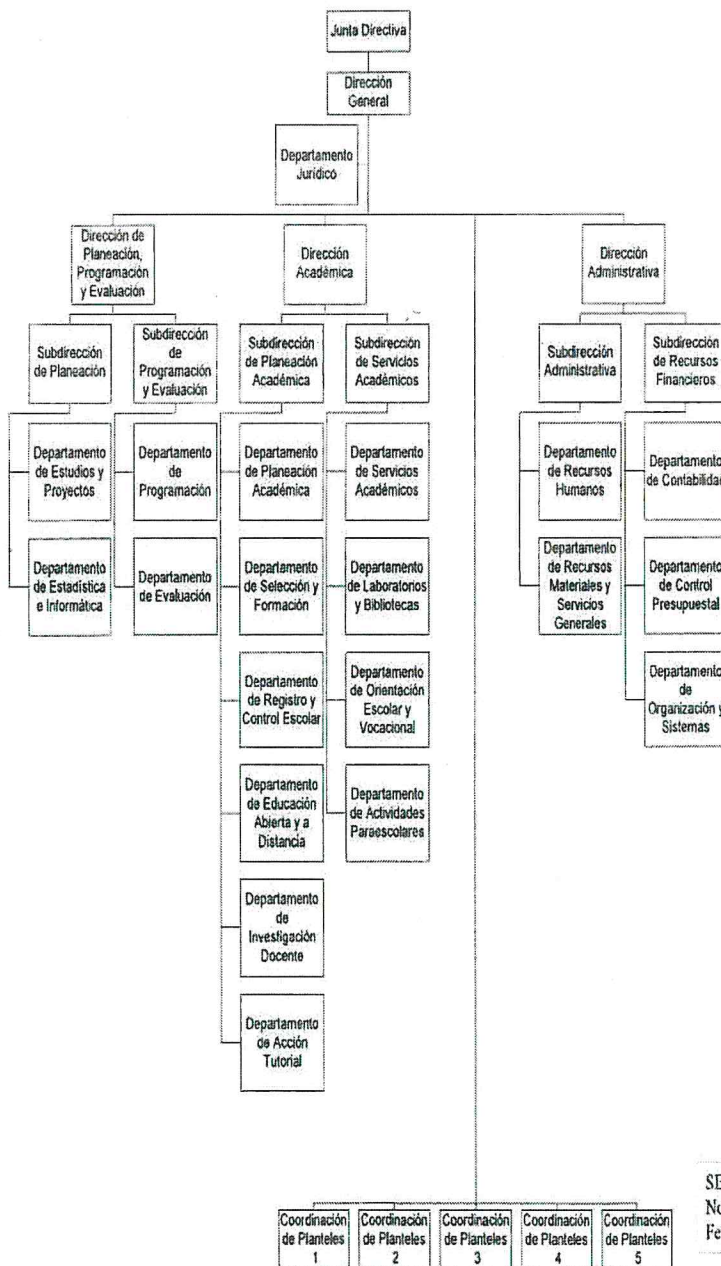 Junta Directiva
Dirección
General
Departamento
Jurídico
Dirección de
Planeación,
Programación
y Evaluación
Dirección
Académica
Dirección
Administrativa
Subdirección
de Planeación
Subdirección
de
Programación
y Evaluación
Subdirección
de Planeación
Académica
Subdirección
de Servicios
Académicos
Subdirección
Administrativa
Subdirección
de Recursos
Financieros
Departamento
de Estudios y
Proyectos
Departamento
de
Programación
Departamento
de Planeación
Académica
Departamento
de Servicios
Académicos
Departamento
de Recursos
Humanos
Departamento
de Contabilidad
Departamento
de Estadística
e Informática
Departamento
de Evaluación
Departamento
de Selección y
Formación
Departamento
de Laboratorios
y Bibliotecas
Departamento
de Recursos
Materiales y
Servicios
Generales
Departamento
de Control
Presupuestal
Departamento
de Registro y
Control Escolar
Departamento
de Orientación
Escolar y
Vocacional
Departamento
de
Organización y
Sistemas
Departamento
de Educación
Abierta y a
Distancia
Departamento
de Actividades
Paraescolares
Departamento
de
Investigación
Docente
Departamento
de Acción
Tutorial
Coordinación
de Planteles
1
Coordinación
de Planteles
2
Coordinación
de Planteles
3
Coordinación
de Planteles
4
Coordinación
de Planteles
5